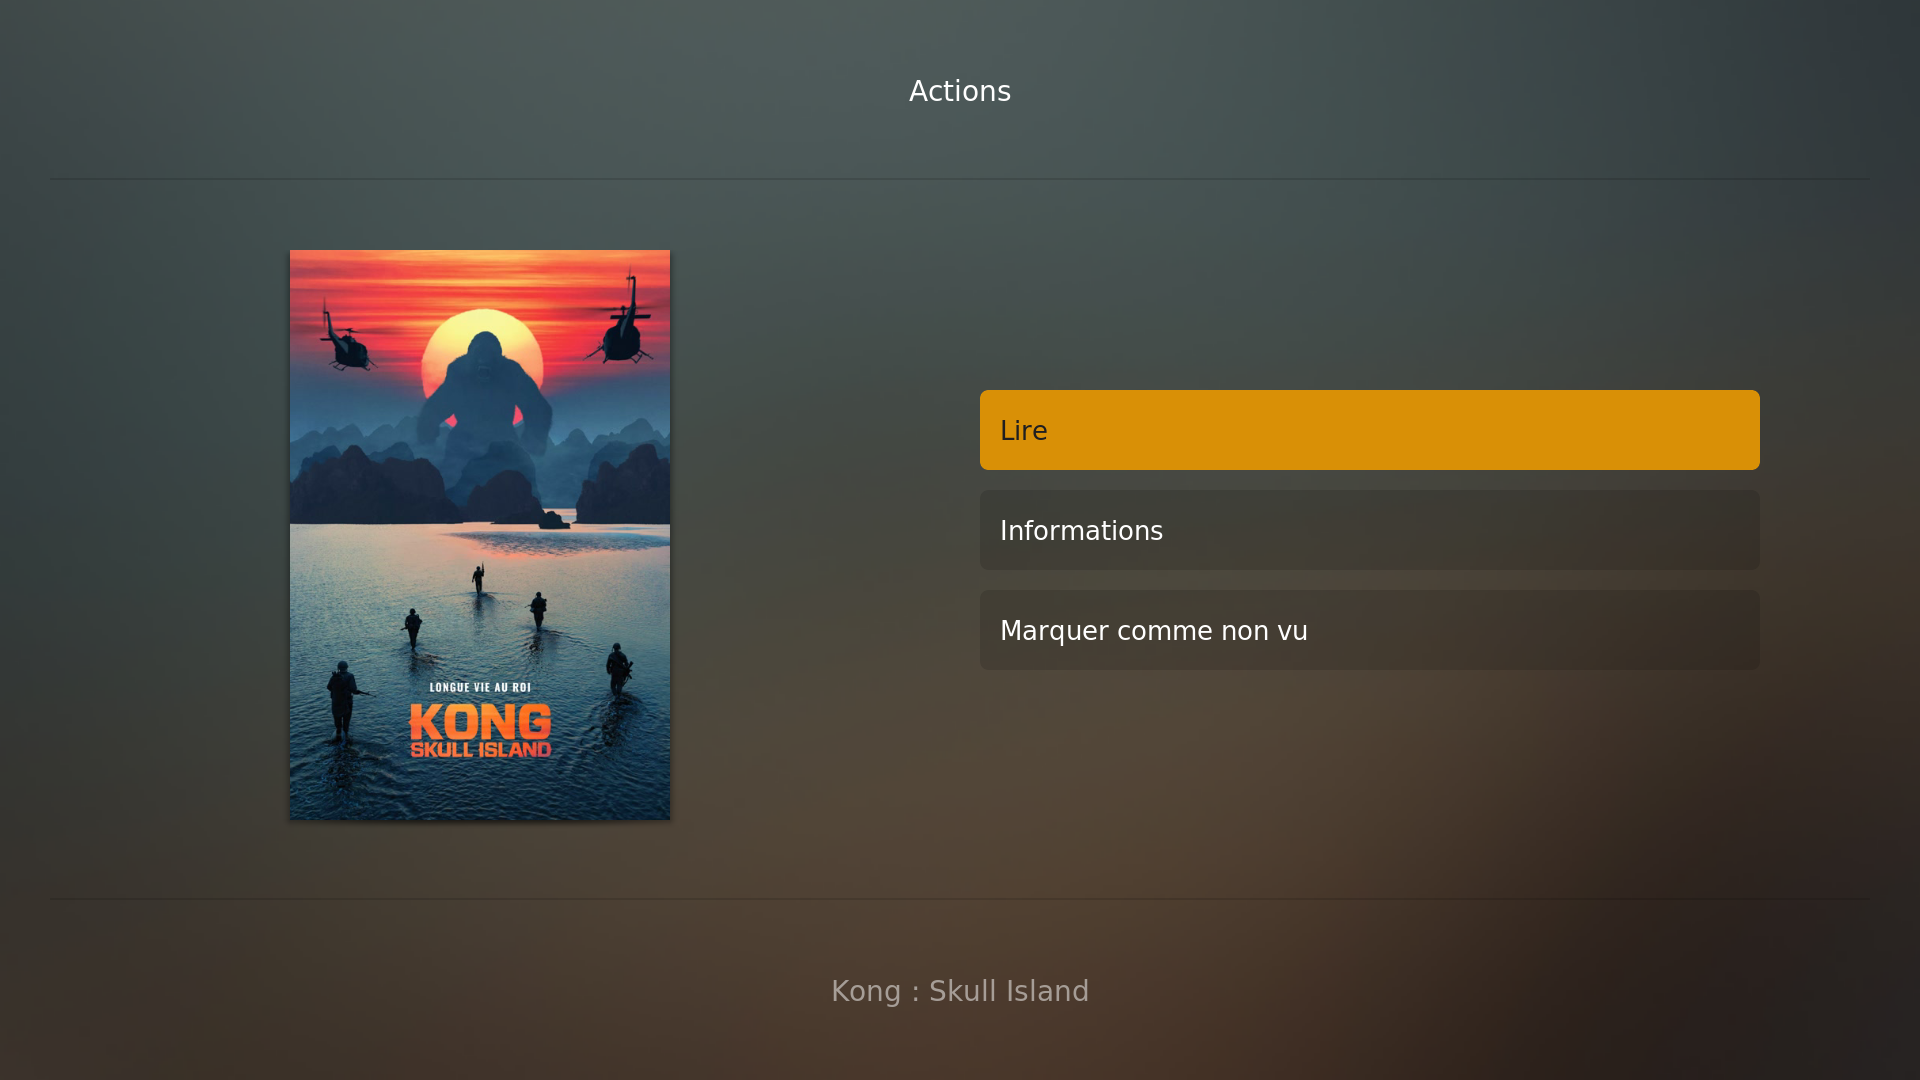 Actions
LONGUE VIE AU ROI
KONG
SKULL ISLAND
Lire
Informations
Marquer comme non vu
Kong : Skull Island